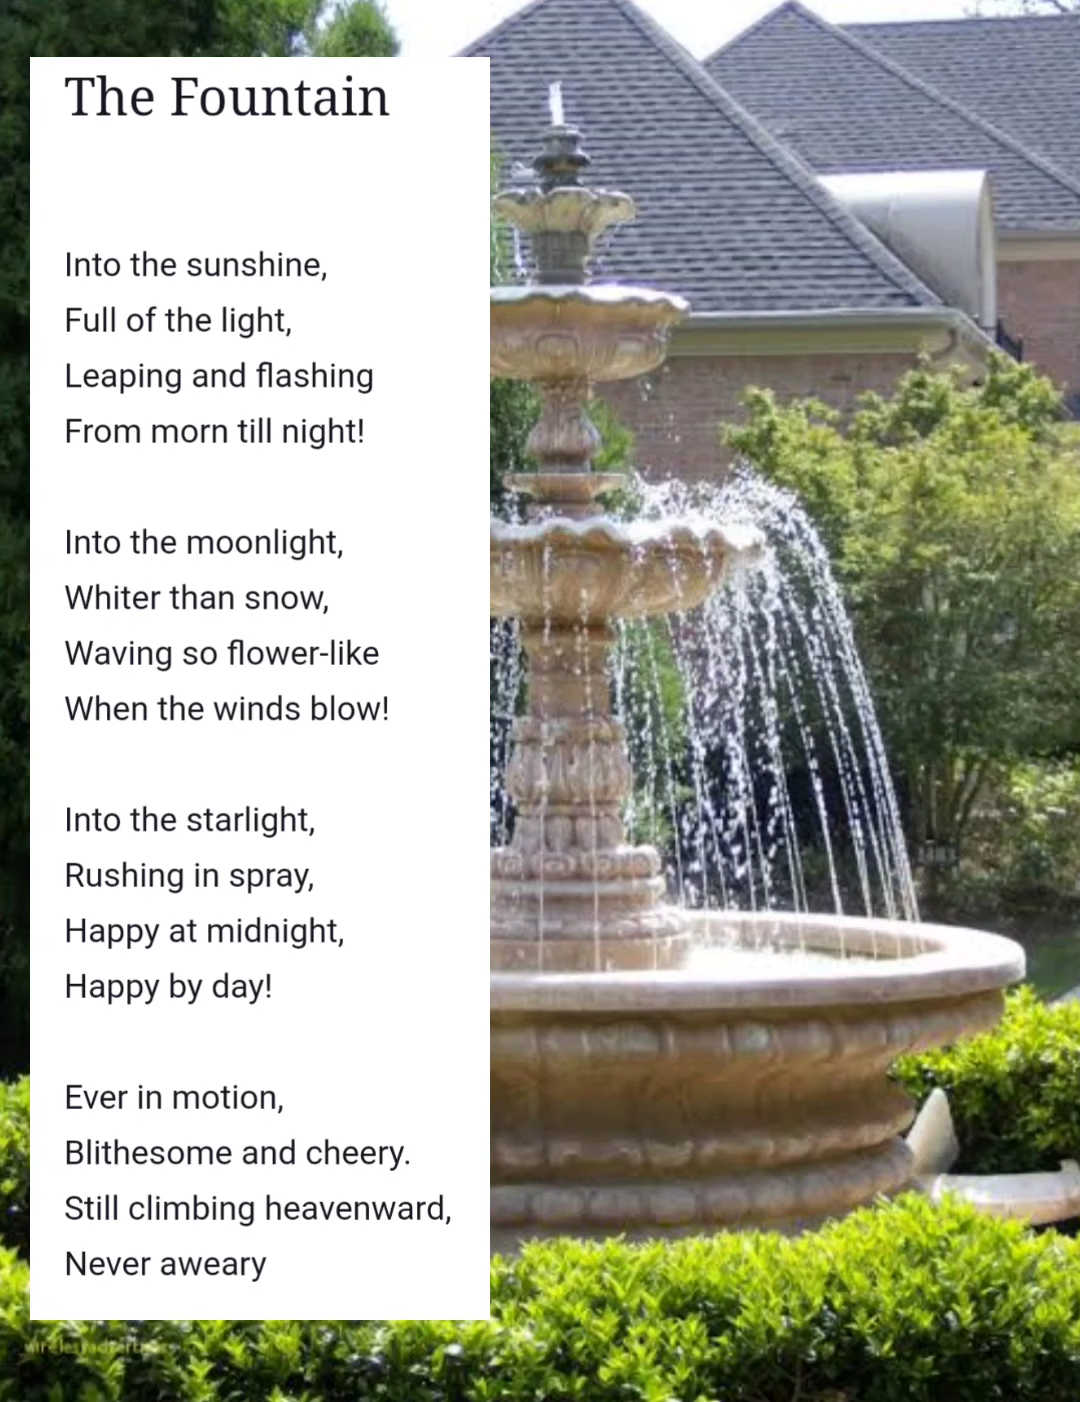 The Fountain
Into the sunshine,
Full of the light,
Leaping and flashing
From morn till night!
Into the moonlight,
Whiter than snow,
Waving so flower-like
When the winds blow!
Into the starlight,
Rushing in spray,
Happy at midnight,
Happy by day!
Ever in motion,
Blithesome and cheery.
Still climbing heavenward,
Never aweary